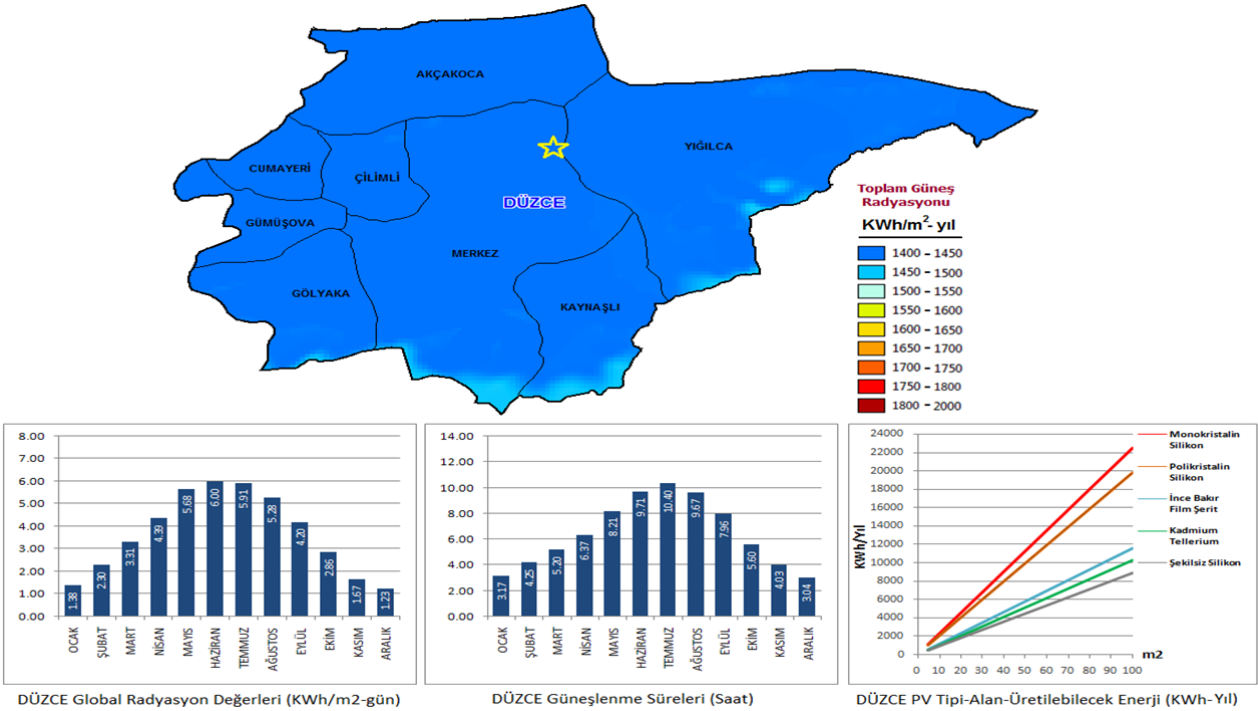 AKÇAKOCA
YIĞILCA
CUMAYERİ
ÇİLİMLİ
DÜZCE
GÜMÜŞOVA
MERKEZ
GÖLYAKA
KAYNAŞLI
Toplam Güneş
Radyasyonu
KWh/m²- yıl
1400 - 1450
1450 - 1500
1500 - 1550
1550 - 1600
1600 - 1650
1650 - 1700
1700 - 1750
1750 - 1800
1800 - 2000
8.00
7.00
6.00
5.00
4.00
3.00
2.00
1.00
0.00
1.38
2.30
3.31
4.39
5.68
6.00
5.91
5.28
4.20
2.86
1.67
1.23
OCAK
ŞUBAT
MART
NİSAN
MAYIS
HAZİRAN
TEMMUZ
AĞUSTOS
EYLÜL
EKİM
KASIM
ARALIK
DÜZCE Global Radyasyon Değerleri (KWh/m2-gün)
14.00
12.00
10.00
8.00
6.00
4.00
2.00
0.00
3.17
4.25
5.20
6.37
8.21
9.71
10.40
9.67
7.96
5.60
4.03
3.04
OCAK
ŞUBAT
MART
NİSAN
MAYIS
HAZİRAN
TEMMUZ
AĞUSTOS
EYLÜL
EKİM
KASIM
ARALIK
DÜZCE Güneşlenme Süreleri (Saat)
KWh/Yıl
24000
22000
20000
18000
16000
14000
12000
10000
8000
6000
4000
2000
0
0 10 20 30 40 50 60 70 80 90 100
m2
Monokristalin
Silikon
Polikristalin
Silikon
İnce Bakır
Film Şerit
Kadmium
Tellerium
Şekilsiz Silikon
DÜZCE PV Tipi-Alan-Üretilebilecek Enerji (KWh-Yıl)